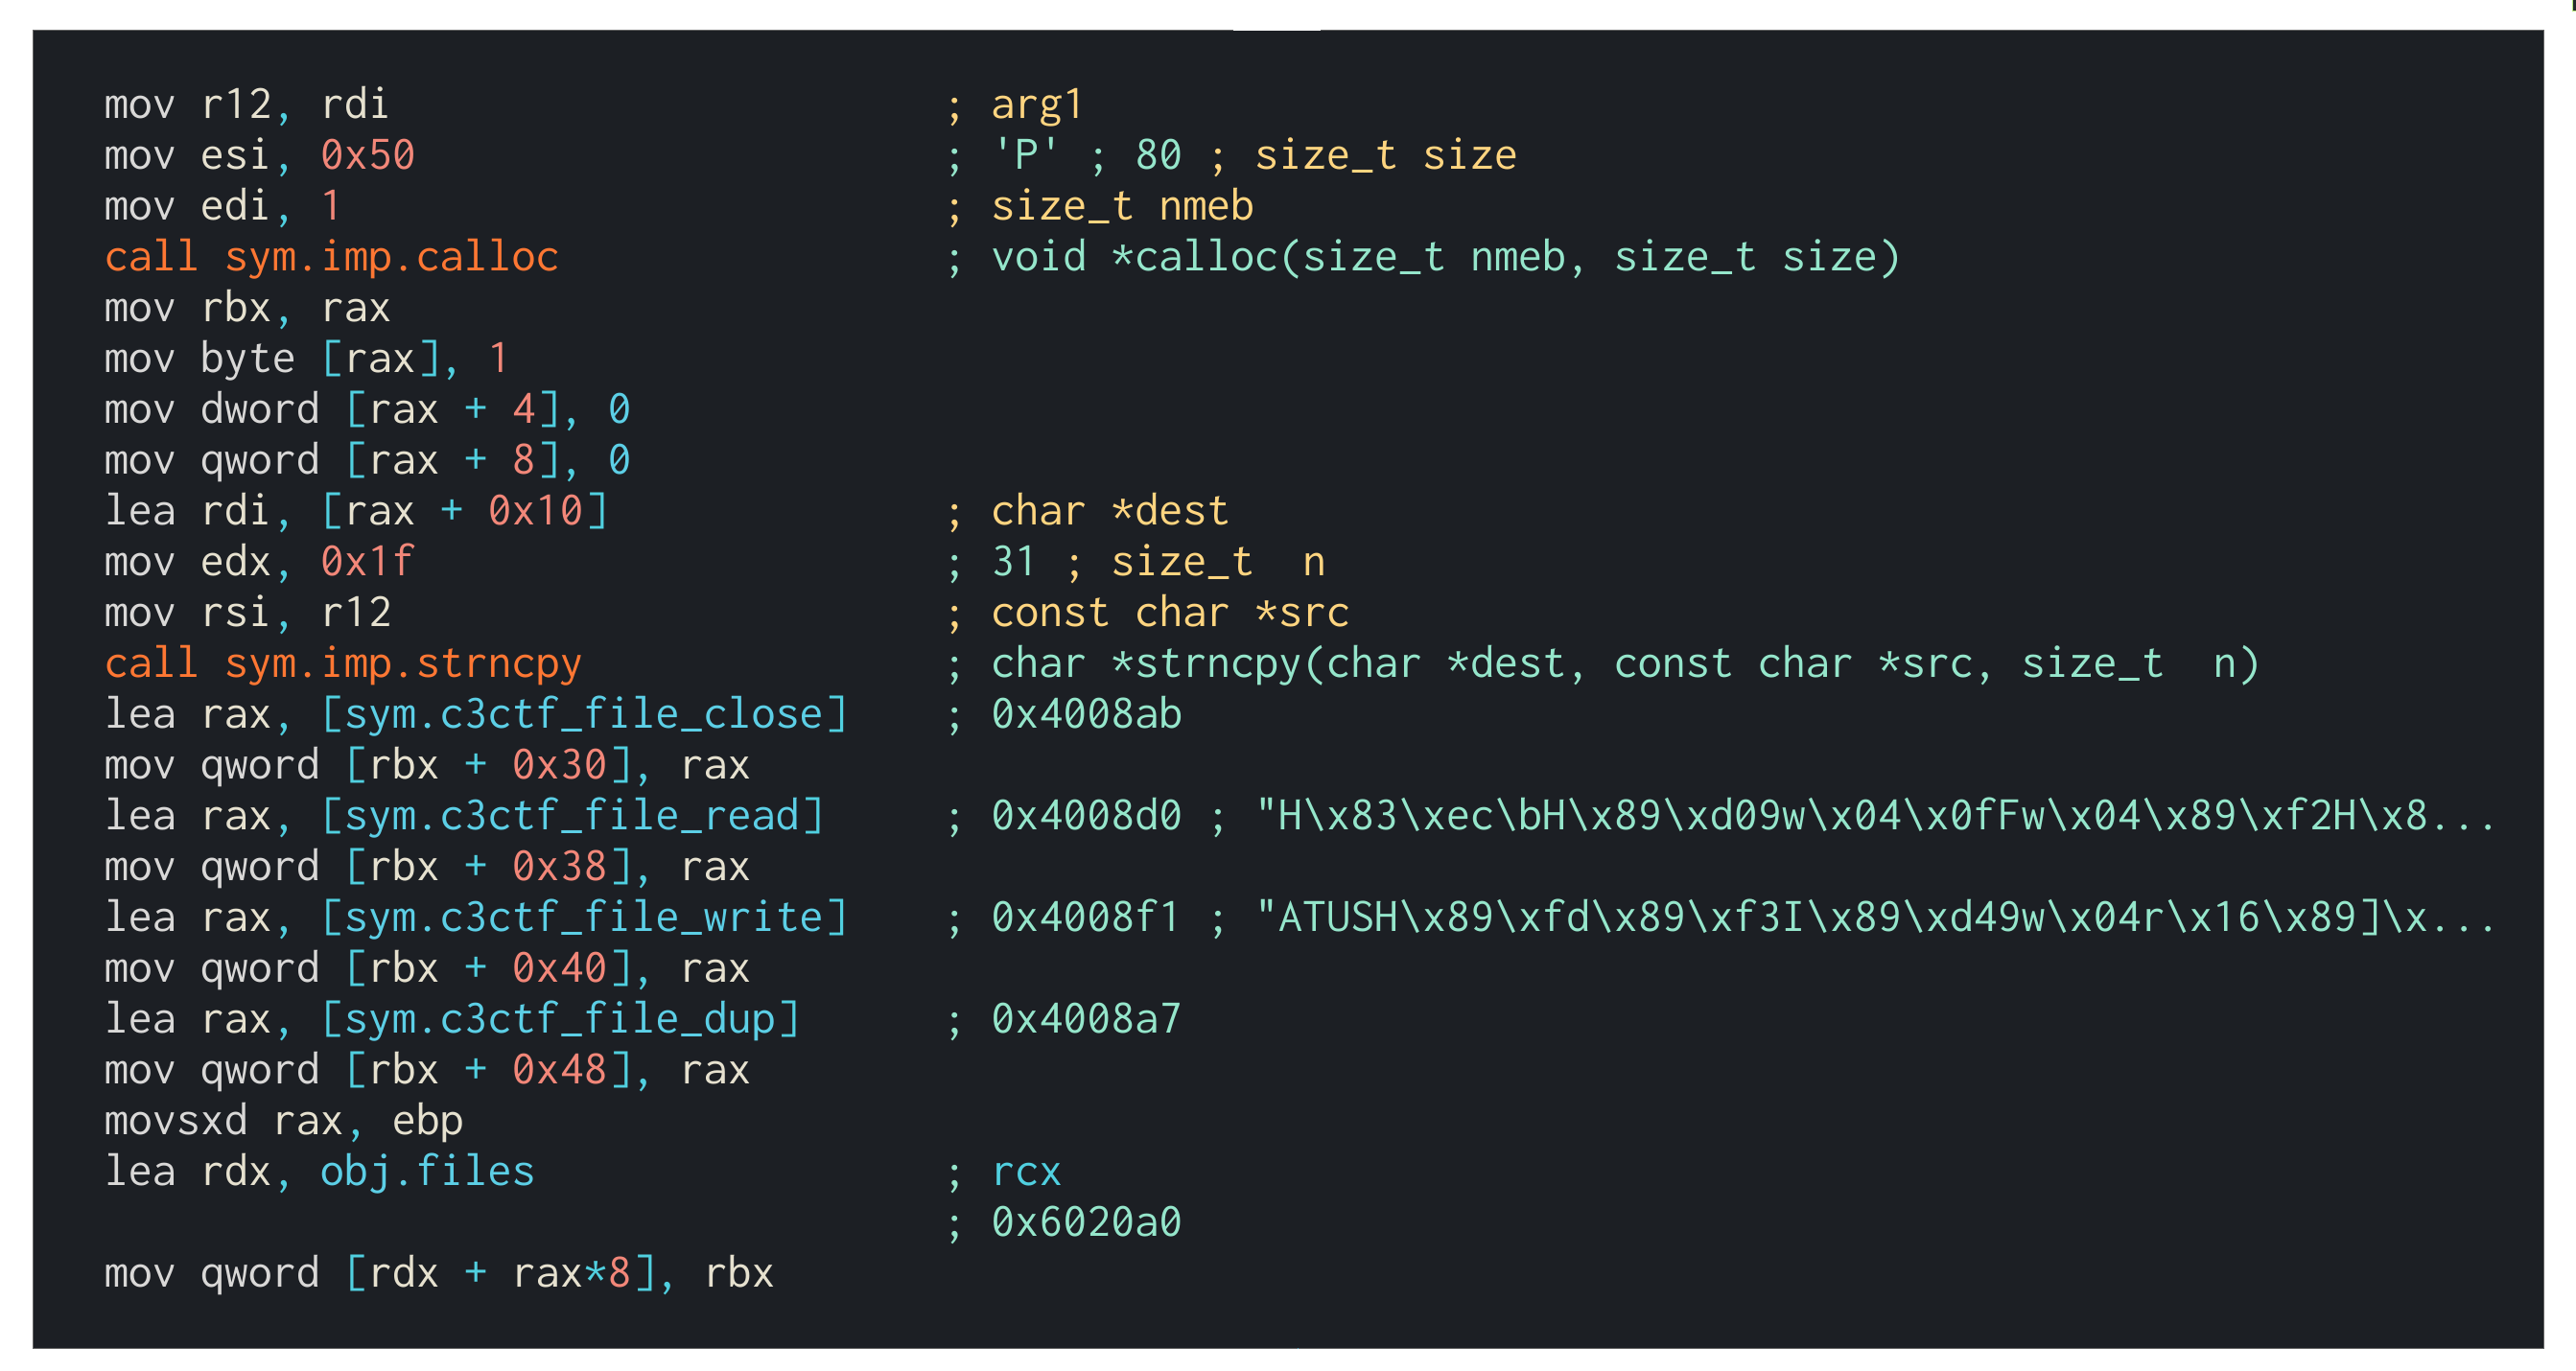 mov r12, rdi ; arg1
mov esi, 0x50 ; 'P' ; 80 ; size_t size
mov edi, 1 ; size_t nmeb
call sym.imp.calloc ; void *calloc(size_t nmeb, size_t size)
mov rbx, rax
mov byte [rax], 1
mov dword [rax + 4], 0
mov qword [rax + 8], 0
lea rdi, [rax + 0x10] ; char *dest
mov edx, 0x1f ; 31 ; size_t  n
mov rsi, r12 ; const char *src
call sym.imp.strncpy ; char *strncpy(char *dest, const char *src, size_t  n)
lea rax, [sym.c3ctf_file_close] ; 0x4008ab
mov qword [rbx + 0x30], rax
lea rax, [sym.c3ctf_file_read] ; 0x4008d0 ; "H\x83\xec\bH\x89\xd09w\x04\x0fFw\x04\x89\xf2H\x8...
mov qword [rbx + 0x38], rax
lea rax, [sym.c3ctf_file_write] ; 0x4008f1 ; "ATUSH\x89\xfd\x89\xf3I\x89\xd49w\x04r\x16\x89]\x...
mov qword [rbx + 0x40], rax
lea rax, [sym.c3ctf_file_dup] ; 0x4008a7
mov qword [rbx + 0x48], rax
movsxd rax, ebp
lea rdx, obj.files ; rcx
; 0x6020a0
mov qword [rdx + rax*8], rbx